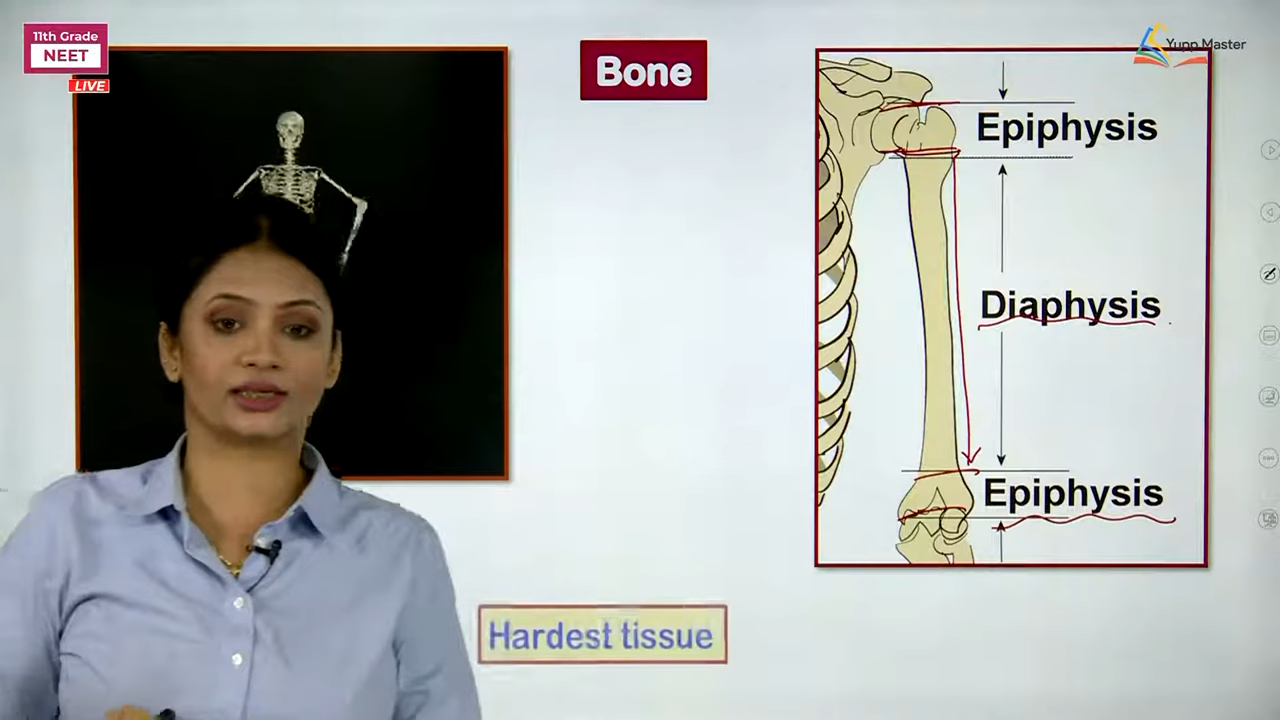 11th Grade
NEET
LIVE
Bone
Yupp Master
Epiphysis
Diaphysis
Epiphysis
Hardest tissue